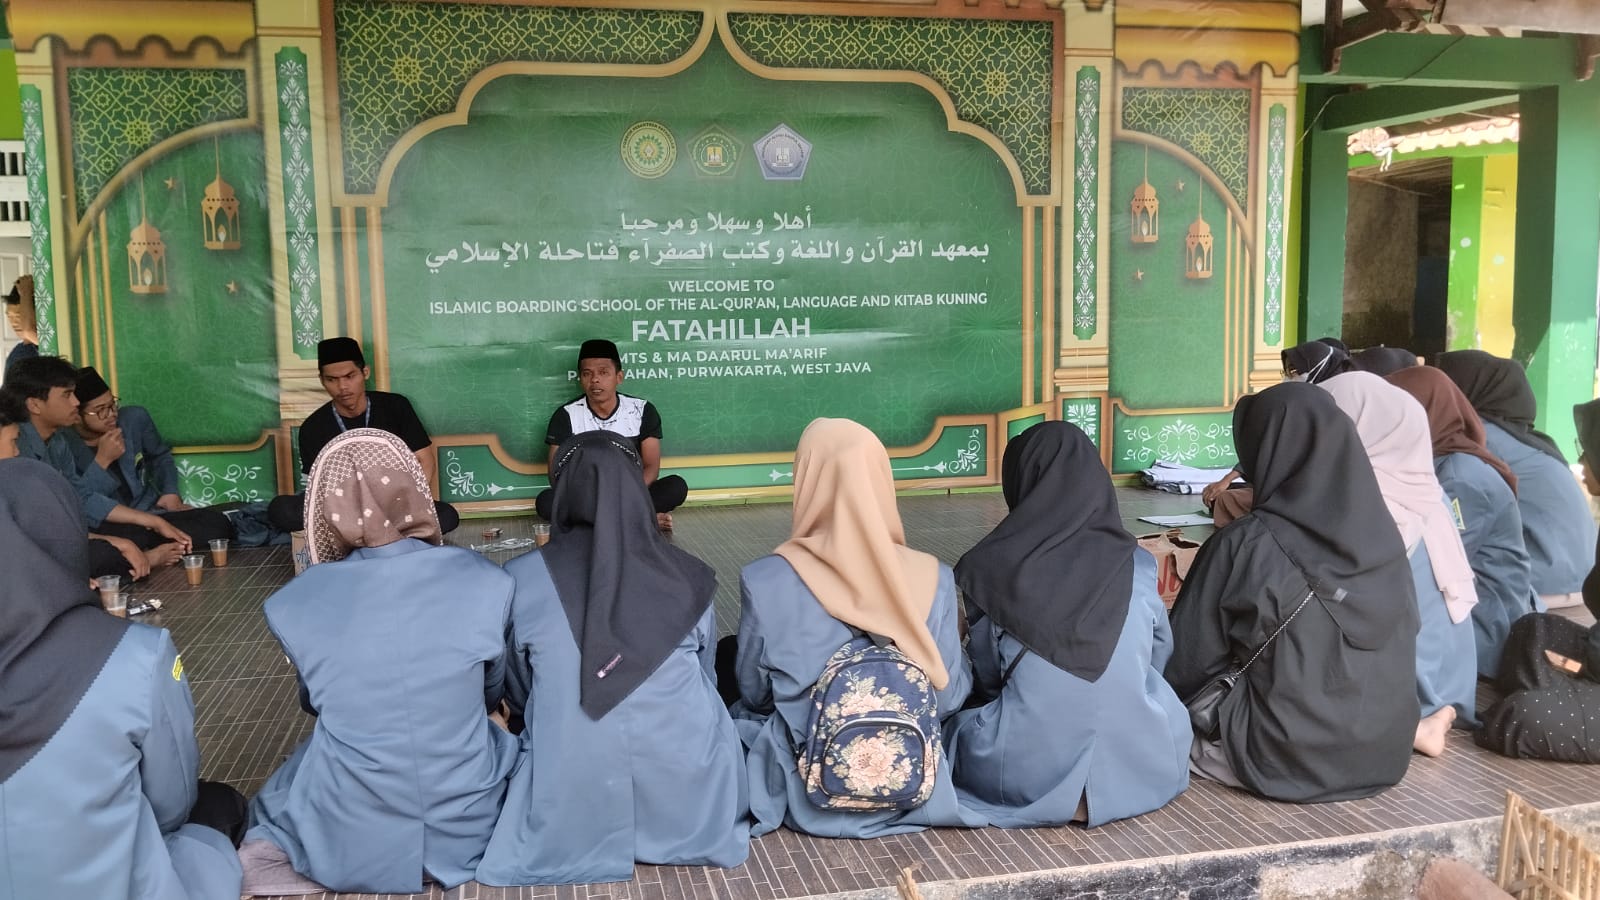 أهلا وسهلا ومرحبا
بمعهد القرآن واللغة وكتب الصفرآء فتاحلة الإسلامي
WELCOME TO
ISLAMIC BOARDING SCHOOL OF THE AL-QUR'AN, LANGUAGE AND KITAB KUNING
FATAHILLAH
MTS & MA DAARUL MA'ARIF
PURWAKARTA, WEST JAVA